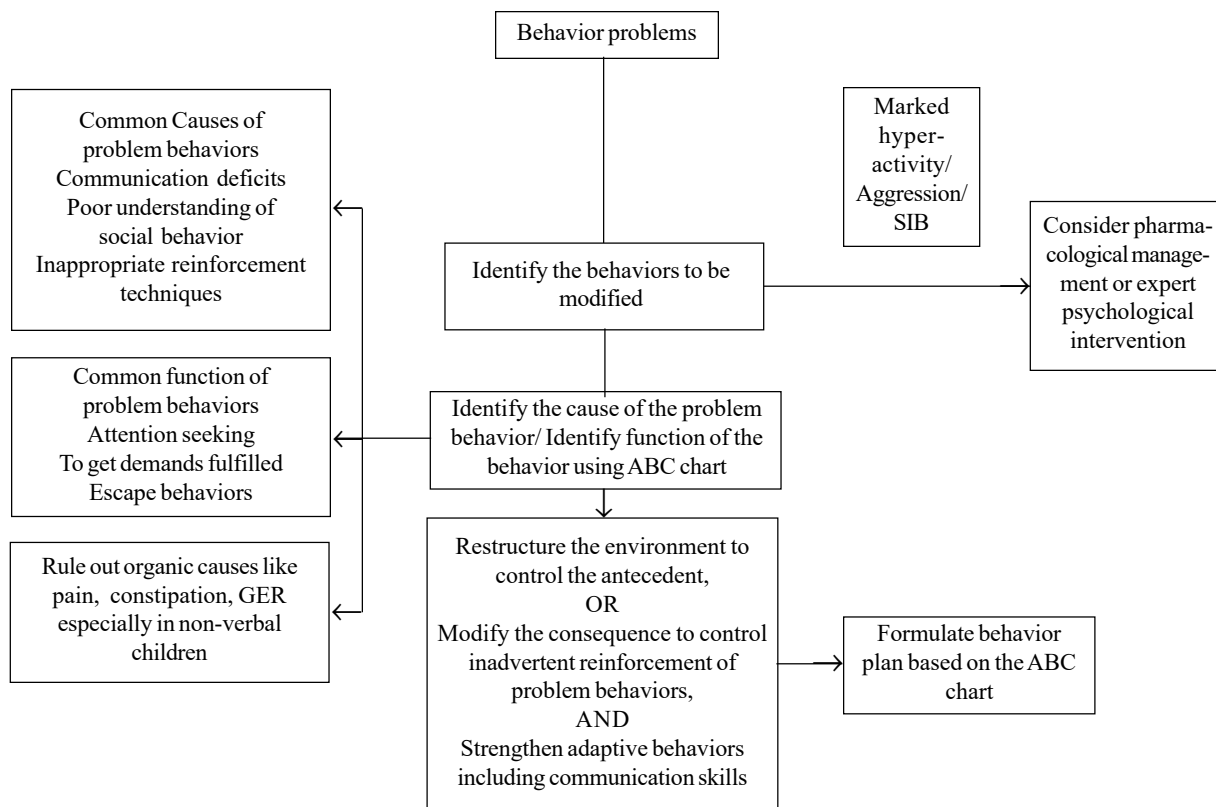 Behavior problems
Common Causes of
problem behaviors
Communication deficits
Poor understanding of
social behavior
Inappropriate reinforcement
techniques
Marked
hyper-
activity/
Aggression/
SIB
Identify the behaviors to be
modified
Consider pharma-
cological manage-
ment or expert
psychological
intervention
Common function of
problem behaviors
Attention seeking
To get demands fulfilled
Escape behaviors
Identify the cause of the problem
behavior/ Identify function of the
behavior using ABC chart
Rule out organic causes like
pain, constipation, GER
especially in non-verbal
children
Restructure the environment to
control the antecedent,
OR
Modify the consequence to control
inadvertent reinforcement of
problem behaviors,
AND
Strengthen adaptive behaviors
including communication skills
Formulate behavior
plan based on the ABC
chart